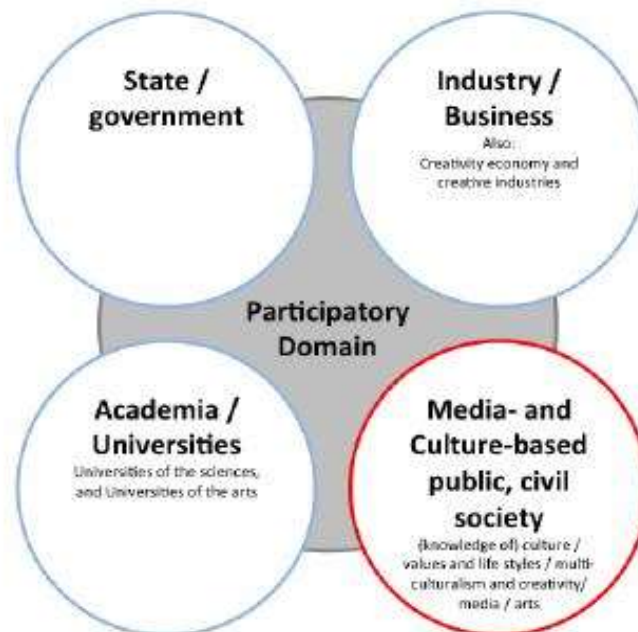 State /
government
Industry /
Business
Also:
Creativity economy and
creative industries
Participatory
Domain
Academia /
Universities
Universities of the sciences,
and Universities of the arts
Media- and
Culture-based
public, civil
society
(knowledge of) culture /
values and life styles / multi-
culturalism and creativity/
media / arts